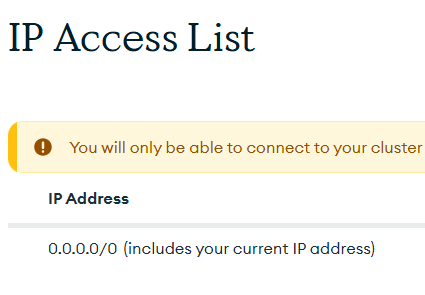 IP Access List
You will only be able to connect to your cluster
IP Address
0.0.0.0/0 (includes your current IP address)